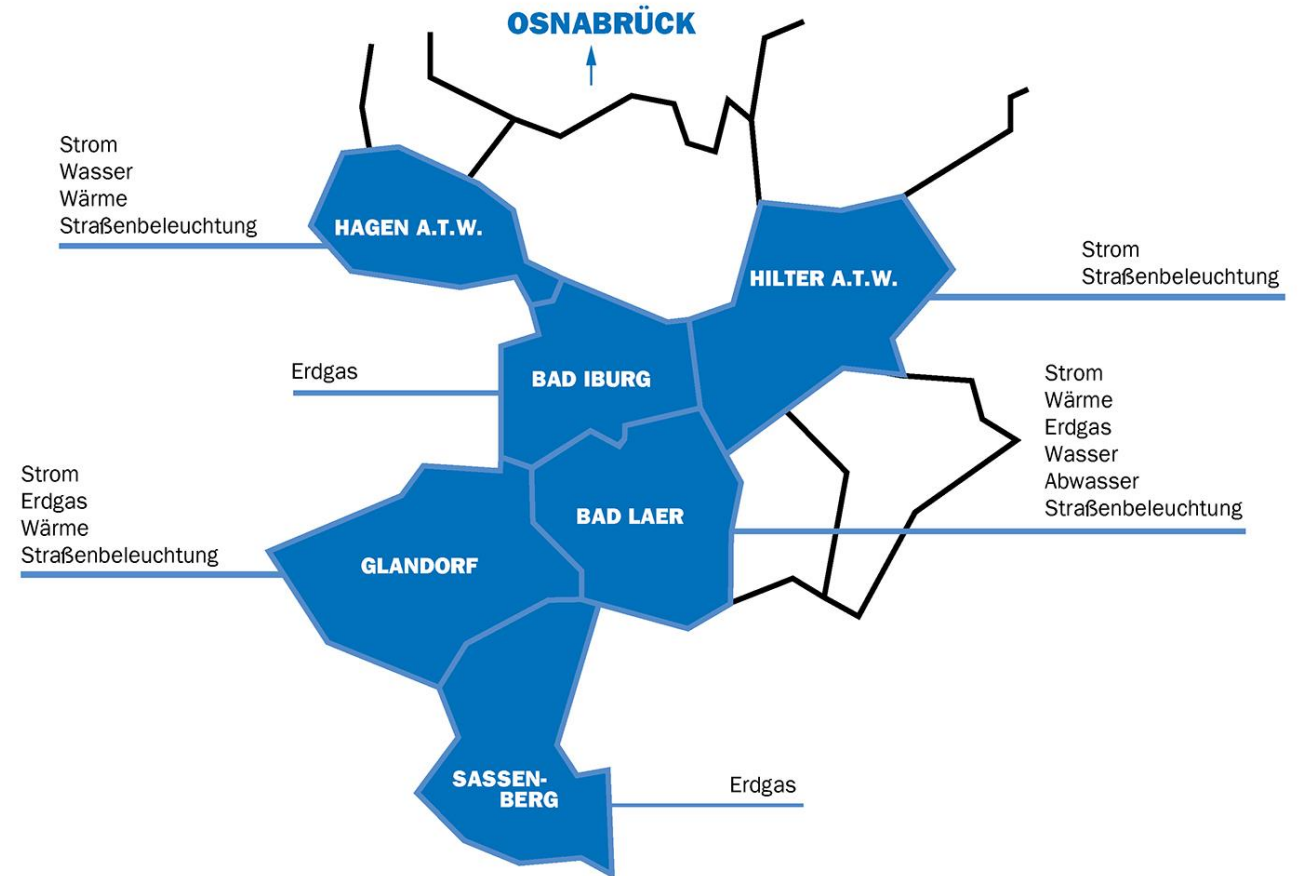 OSNABRÜCK
Strom
Wasser
Wärme
Straßenbeleuchtung
HAGEN A.T.W.
Strom
Straßenbeleuchtung
HILTER A.T.W.
Erdgas
BAD IBURG
Strom
Wärme
Erdgas
Wasser
Abwasser
Straßenbeleuchtung
BAD LAER
Strom
Erdgas
Wärme
Straßenbeleuchtung
GLANDORF
SASSEN-
BERG
Erdgas